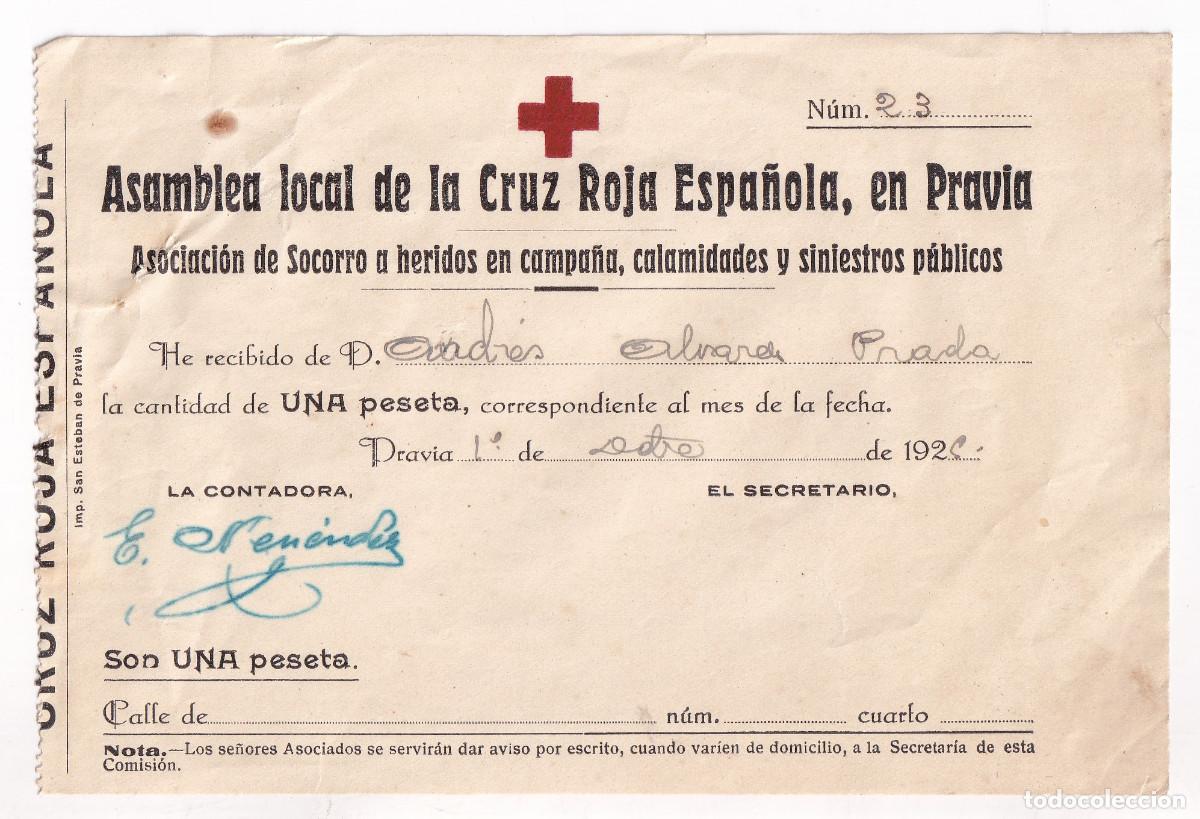 Núm. 23
Asamblea local de la Cruz Roja Española, en Pravia
Asociación de Socorro a heridos en campaña, calamidades y siniestros públicos
He recibido de D. Andrés Alvarez Prada
la cantidad de UNA peseta, correspondiente al mes de la fecha.
Pravia 1º de de 192
LA CONTADORA, EL SECRETARIO,
E. Menéndez
Son UNA peseta.
Calle de núm. cuarto
Nota.—Los señores Asociados se servirán dar aviso por escrito, cuando varíen de domicilio, a la Secretaría de esta
Comisión.
CRUZ ROJA ESPAÑOLA
Imp. San Esteban de Pravia
todocoleccion